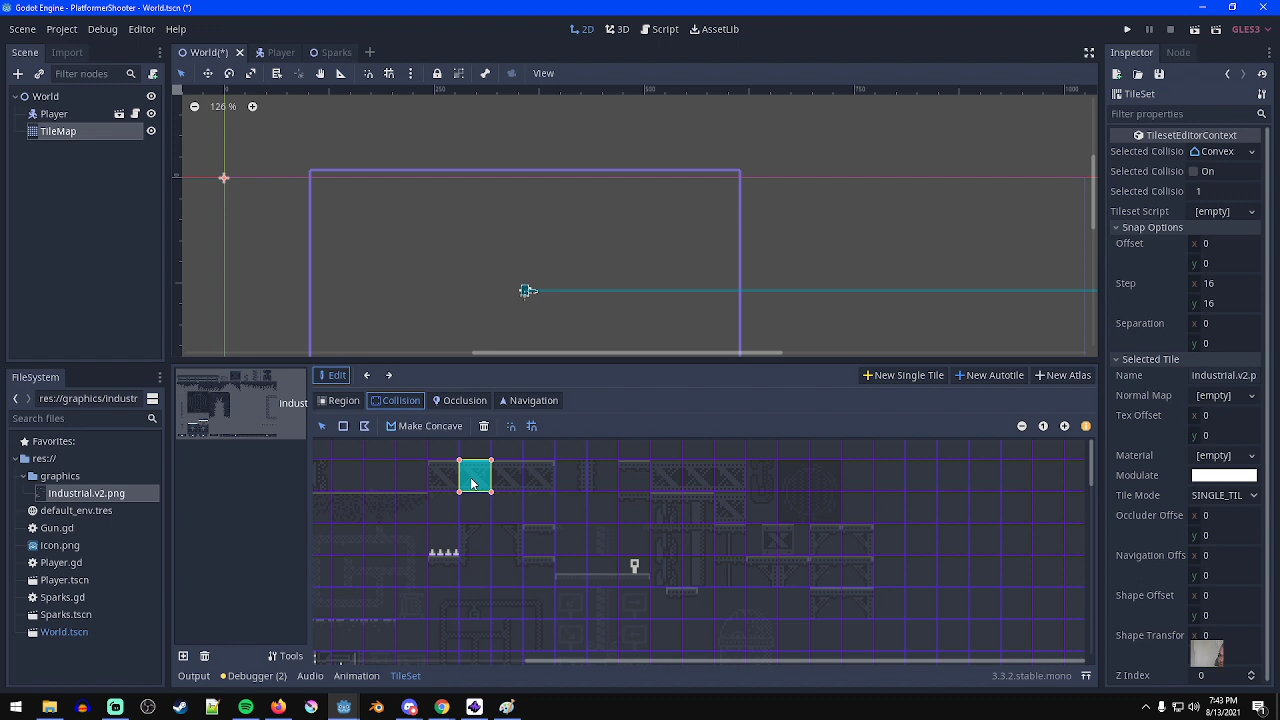 Godot Engine - PlatformerShooter - World.tscn (*)
Scene Project Debug Editor Help
2D 3D Script AssetLib
GLES3
Scene Import
World(*) Player Sparks
Inspector Node
Filter nodes
View
World
Player
TileMap
126 %
0 250 500 750 1000
TileSet
Filter properties
TilesetEditorContext
Selected Collisio Convex
Selected Collisio On
Selected Collisio 1
Tileset Script [empty]
Snap Options
Offset x 0
y 0
Step x 16
y 16
Separation x 0
y 0
Selected Tile
Name Industrial.v2.p
Normal Map [empty]
Tex Offset x 0
y 0
Material [empty]
Modulate
Tile Mode SINGLE_TIL
Occluder Offse x 0
y 0
Navigation Offs x 0
y 0
Shape Offset x 0
y 0
Shape Transfor x 0
Z Index 0
FileSystem
res://graphics/industr
Search files
Favorites:
res://
graphics
Industrial.v2.png
default_env.tres
Gun.gd
Icon.png
Player.gd
Player.tscn
Sparks.gd
Sparks.tscn
World.tscn
Indust
Edit
New Single Tile New Autotile New Atlas
Region Collision Occlusion Navigation
Make Concave
Tools
Output Debugger (2) Audio Animation TileSet
3.3.2.stable.mono
7:43 PM
8/13/2021